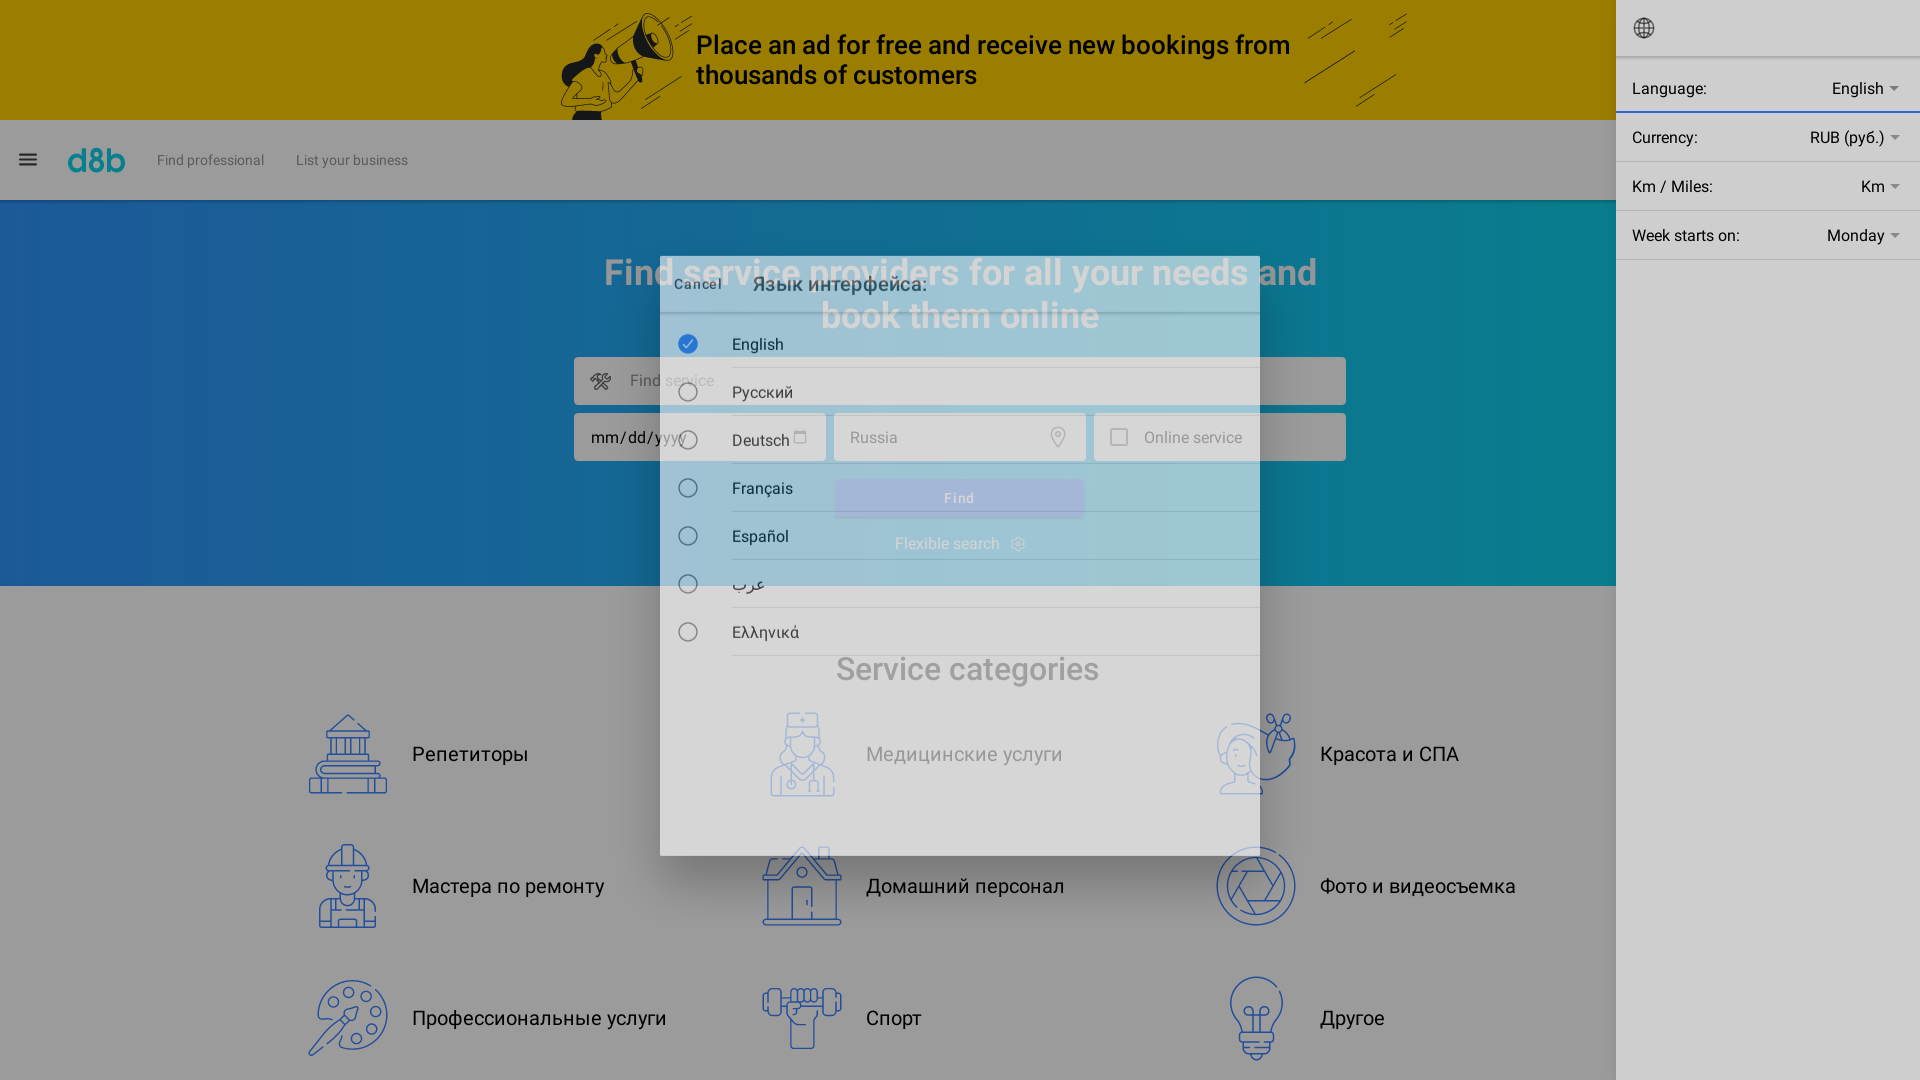 Place an ad for free and receive new bookings from
thousands of customers
d8b
Find professional
List your business
Language:
English
Currency:
RUB (руб.)
Km / Miles:
Km
Week starts on:
Monday
Find service providers for all your needs and
book them online
Cancel
Язык интерфейса:
English
Find service
Русский
mm/dd/yyyy
Deutsch
Russia
Online service
Français
Find
Español
Flexible search
عرب
Ελληνικά
Service categories
Репетиторы
Медицинские услуги
Красота и СПА
Мастера по ремонту
Домашний персонал
Фото и видеосъемка
Профессиональные услуги
Спорт
Другое